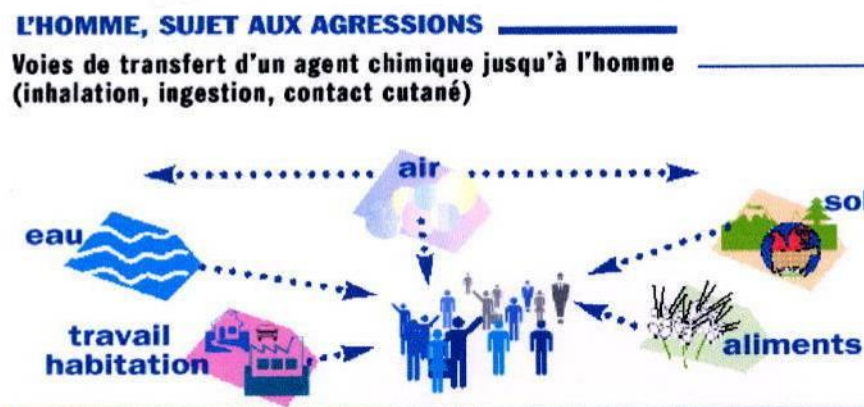 L'HOMME, SUJET AUX AGRESSIONS
Voies de transfert d'un agent chimique jusqu'à l'homme
(inhalation, ingestion, contact cutané)
air
eau
sol
travail
habitation
aliments